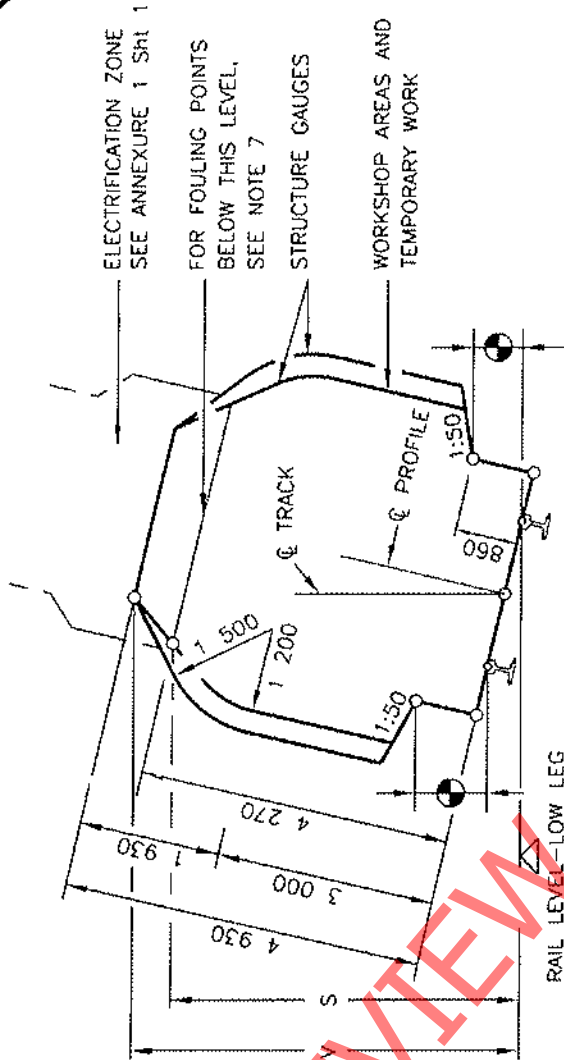 ELECTRIFICATION ZONE
SEE ANNEXURE 1 Sht 1
FOR FOULING POINTS
BELOW THIS LEVEL,
SEE NOTE 7
STRUCTURE GAUGES
WORKSHOP AREAS AND
TEMPORARY WORK
℄ TRACK
℄ PROFILE
1 500
1 200
1:50
1:50
860
4 270
1 930
3 000
4 930
S
RAIL LEVEL LOW LEG
VIEW